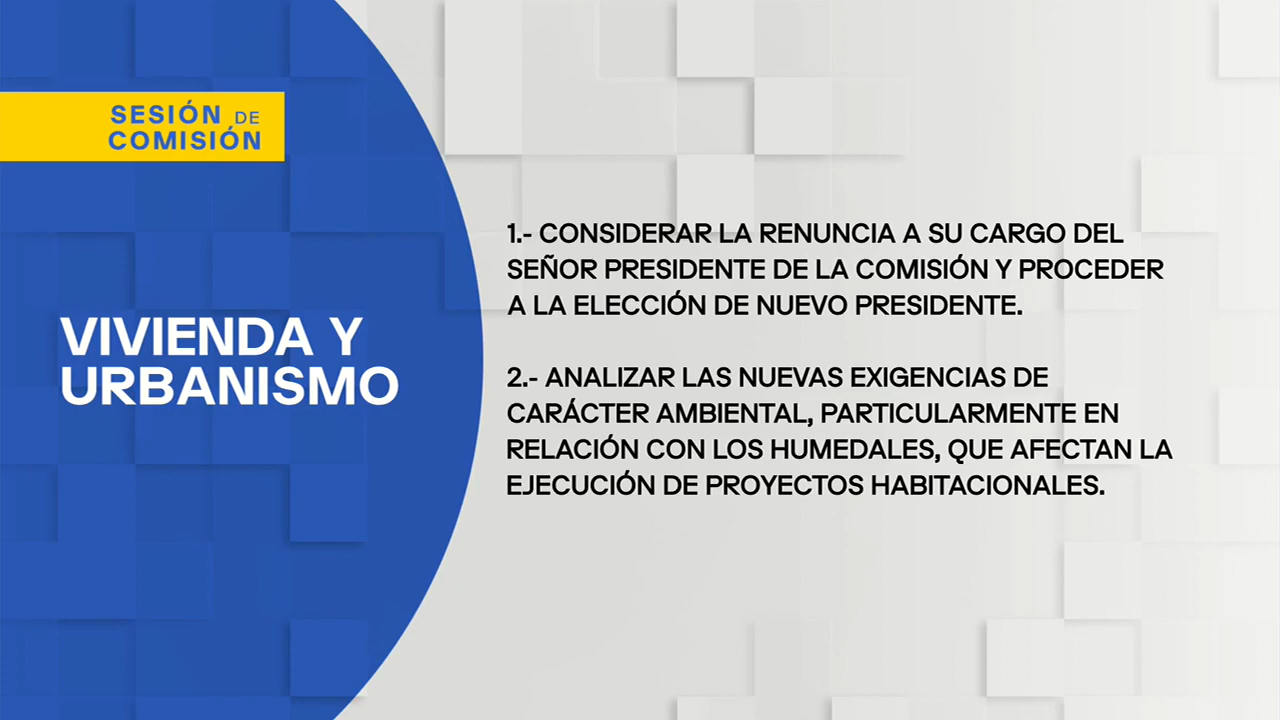 SESIÓN DE
COMISIÓN
VIVIENDA Y
URBANISMO
1.- CONSIDERAR LA RENUNCIA A SU CARGO DEL
SEÑOR PRESIDENTE DE LA COMISIÓN Y PROCEDER
A LA ELECCIÓN DE NUEVO PRESIDENTE.
2.- ANALIZAR LAS NUEVAS EXIGENCIAS DE
CARÁCTER AMBIENTAL, PARTICULARMENTE EN
RELACIÓN CON LOS HUMEDALES, QUE AFECTAN LA
EJECUCIÓN DE PROYECTOS HABITACIONALES.